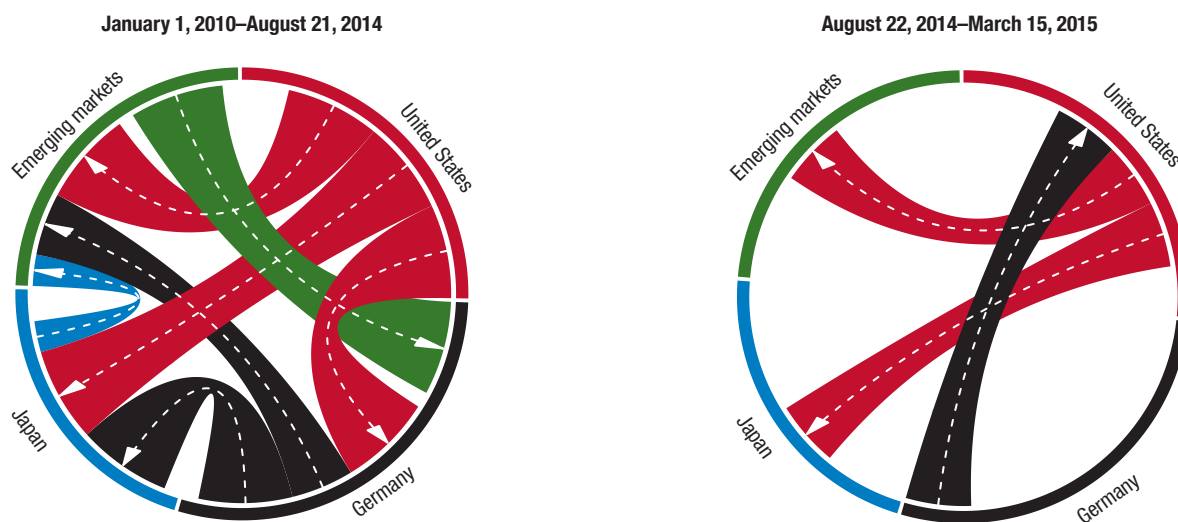 January 1, 2010–August 21, 2014
Emerging markets
United States
Japan
Germany
August 22, 2014–March 15, 2015
Emerging markets
United States
Japan
Germany